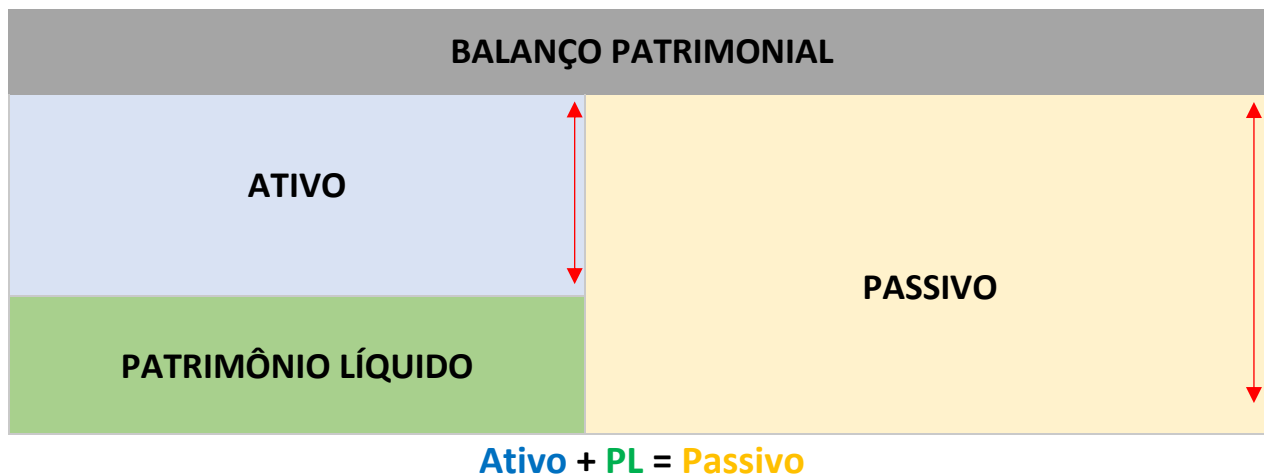 BALANÇO PATRIMONIAL
ATIVO
PASSIVO
PATRIMÔNIO LÍQUIDO
Ativo + PL = Passivo